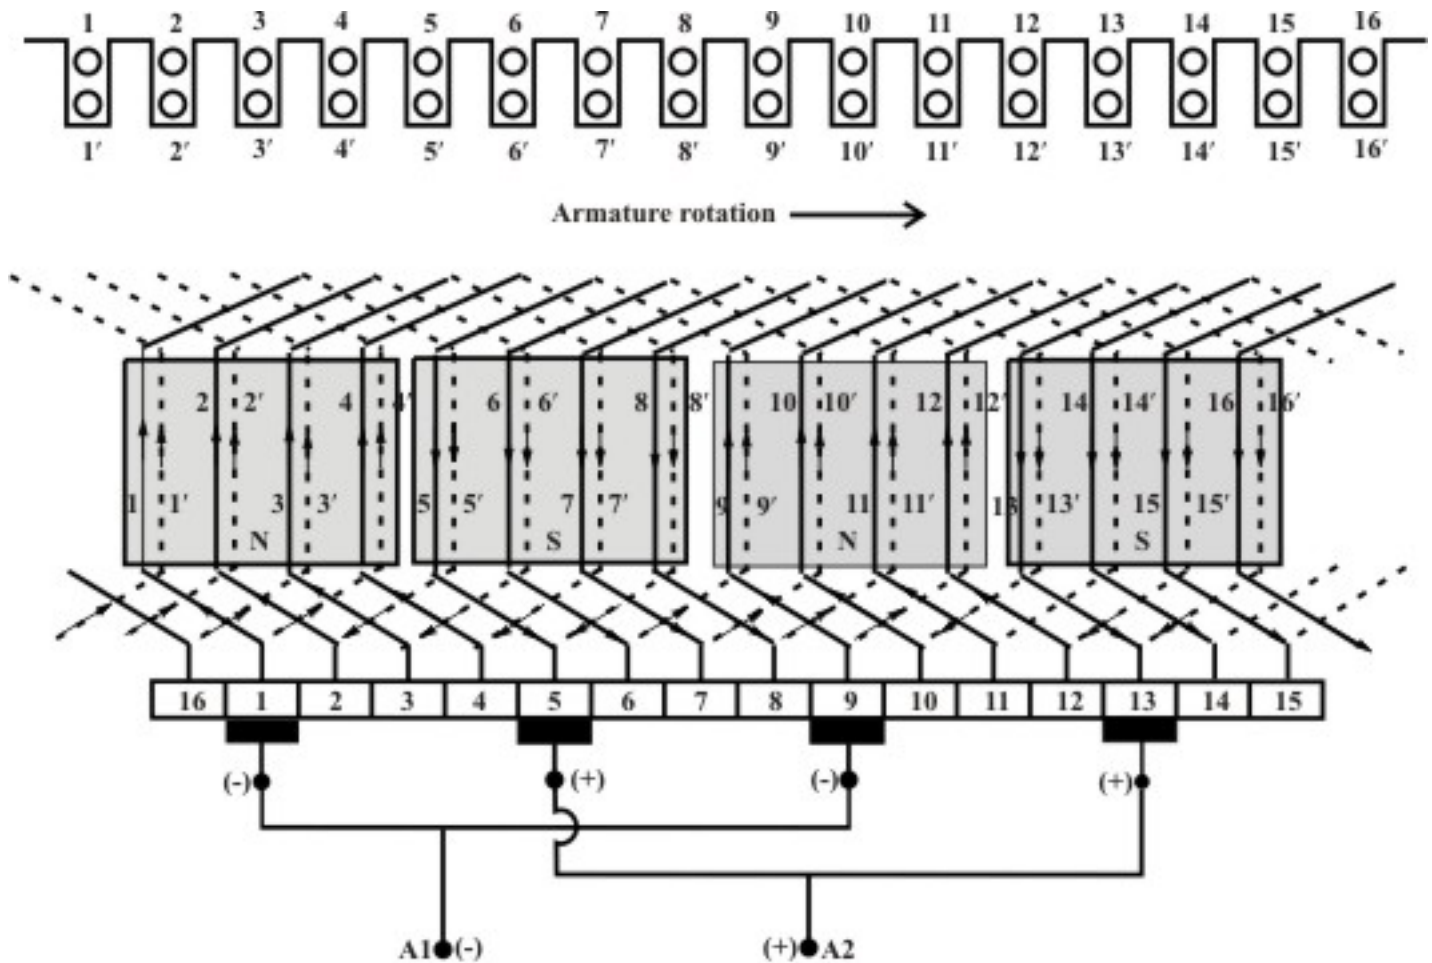 1 2 3 4 5 6 7 8 9 10 11 12 13 14 15 16
1′ 2′ 3′ 4′ 5′ 6′ 7′ 8′ 9′ 10′ 11′ 12′ 13′ 14′ 15′ 16′
Armature rotation
2 2′ 4 4′ 6 6′ 8 8′ 10 10′ 12 12′ 14 14′ 16 16′
1 1′ 3 3′ 5 5′ 7 7′ 9 9′ 11 11′ 13 13′ 15 15′
N S N S
16 1 2 3 4 5 6 7 8 9 10 11 12 13 14 15
(-) (+) (-) (+)
A1 (-) (+) A2